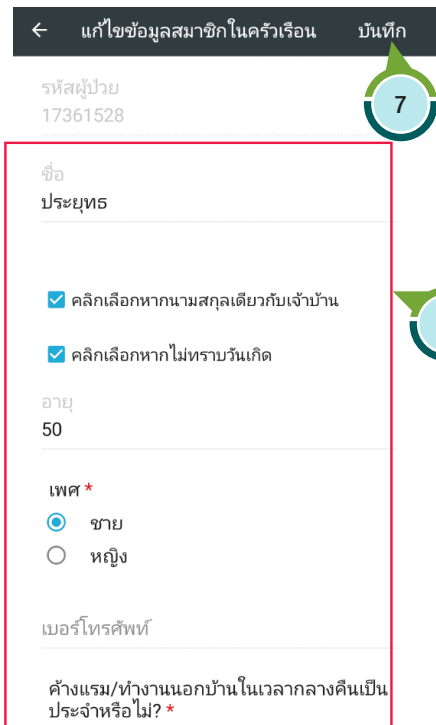 แก้ไขข้อมูลสมาชิกในครัวเรือน บันทึก
7
รหัสผู้ป่วย
17361528
ชื่อ
ประยุทธ
คลิกเลือกหากนามสกุลเดียวกับเจ้าบ้าน
คลิกเลือกหากไม่ทราบวันเกิด
อายุ
50
เพศ *
ชาย
หญิง
เบอร์โทรศัพท์
ค้างแรม/ทำงานนอกบ้านในเวลากลางคืนเป็น
ประจำหรือไม่? *